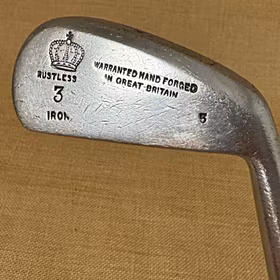 RUSTLESS
3
IRON
WARRANTED HAND FORGED
IN GREAT BRITAIN
5